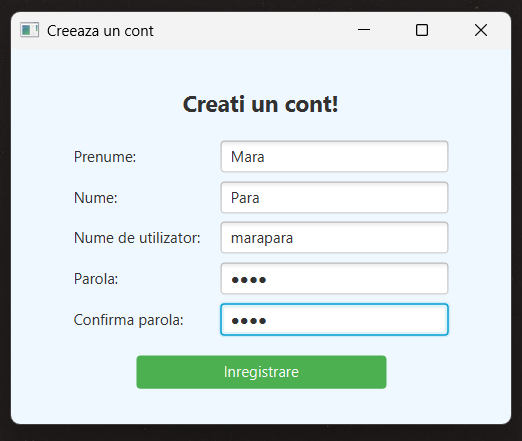 Creeaza un cont
Creati un cont!
Prenume: Mara
Nume: Para
Nume de utilizator: marapara
Parola: ●●●●
Confirma parola: ●●●●
Inregistrare